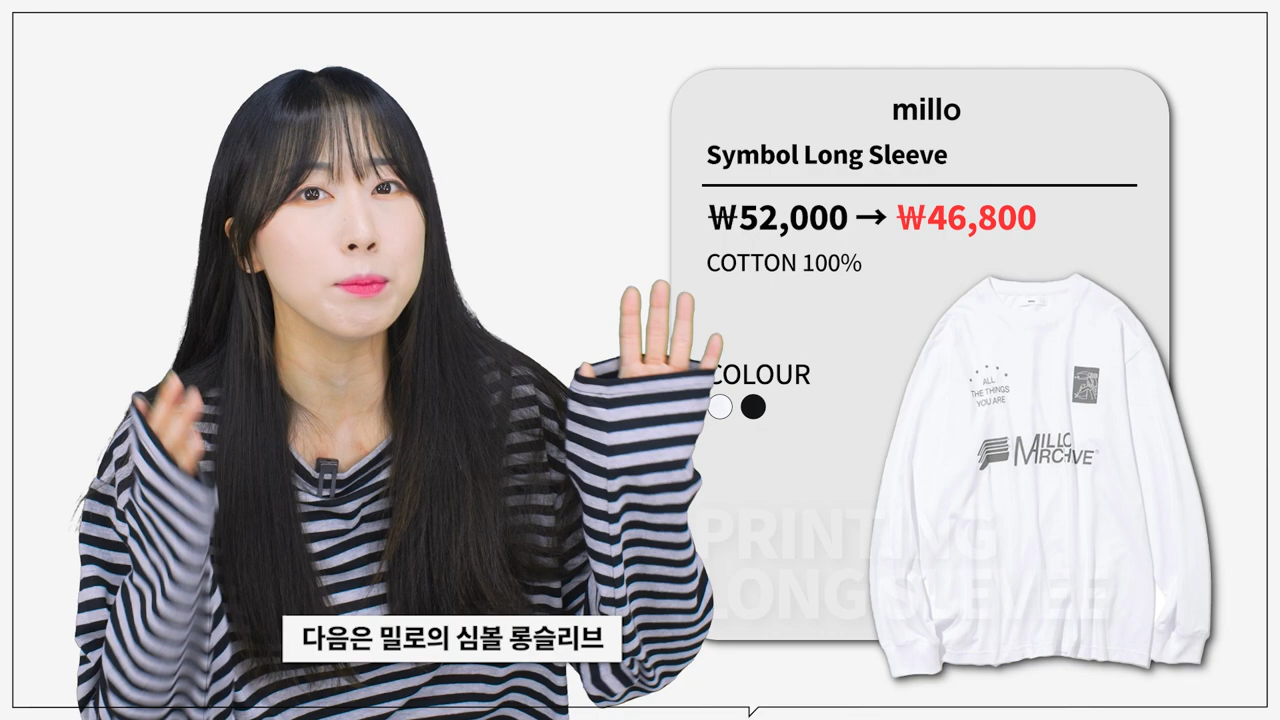 millo
Symbol Long Sleeve
₩52,000 → ₩46,800
COTTON 100%
COLOUR
ALL
THE THINGS
YOU ARE
MILLO
ARCHIVE
PRINTING
LONG SLEVEE
다음은 밀로의 심볼 롱슬리브